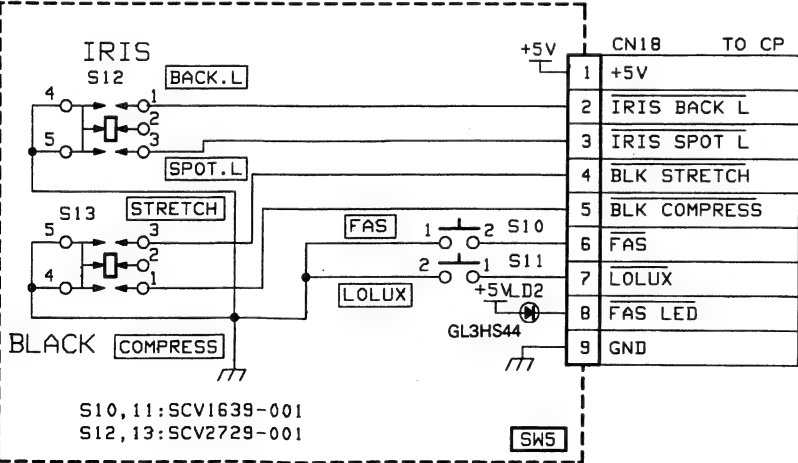 IRIS
S12
BACK.L
4
1
2
5
3
SPOT.L
STRETCH
S13
5
3
2
4
1
BLACK
COMPRESS
FAS
1
2
S10
2
1
S11
LOLUX
+5V
LD2
GL3HS44
+5V
CN18
TO CP
1 +5V
2 IRIS BACK L
3 IRIS SPOT L
4 BLK STRETCH
5 BLK COMPRESS
6 FAS
7 LOLUX
8 FAS LED
9 GND
S10,11:SCV1639-001
S12,13:SCV2729-001
SW5